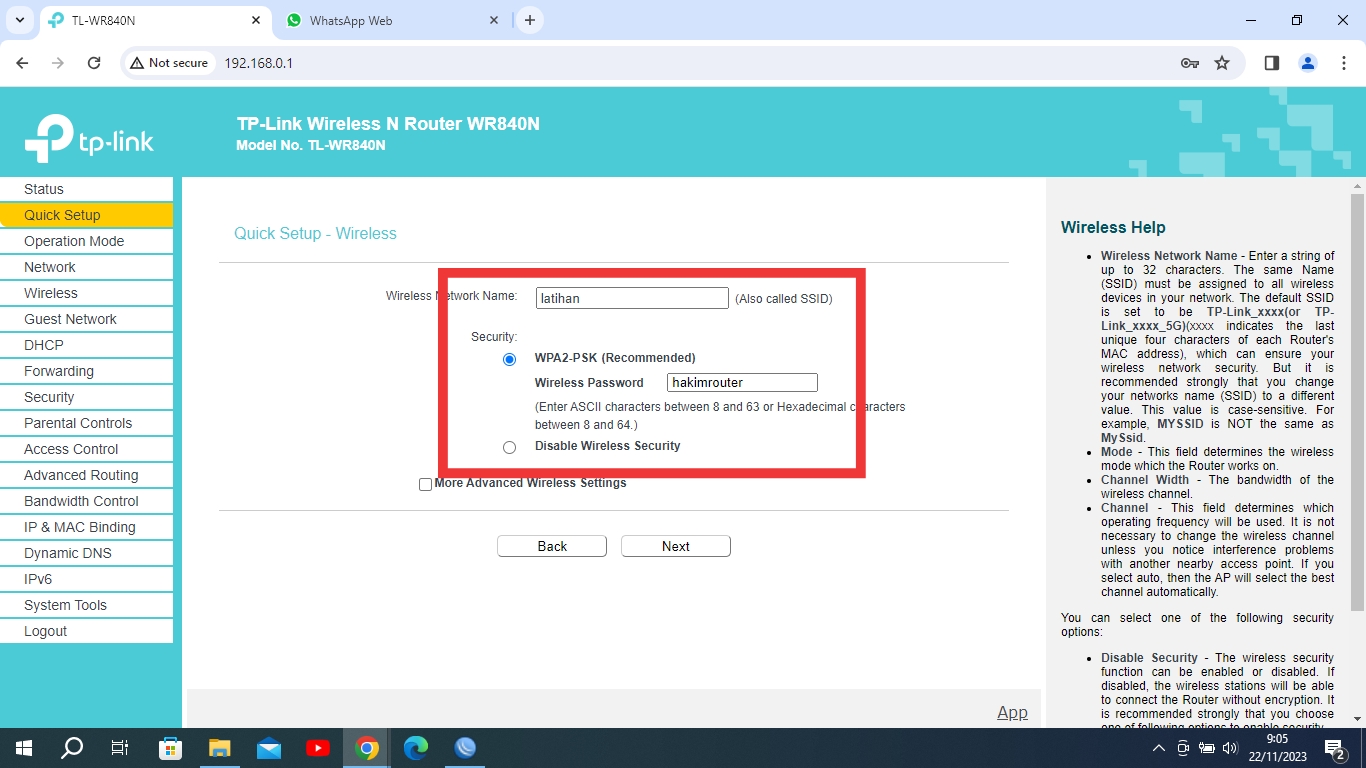 TL-WR840N
WhatsApp Web
Not secure
192.168.0.1
tp-link
TP-Link Wireless N Router WR840N
Model No. TL-WR840N
Status
Quick Setup
Operation Mode
Network
Wireless
Guest Network
DHCP
Forwarding
Security
Parental Controls
Access Control
Advanced Routing
Bandwidth Control
IP & MAC Binding
Dynamic DNS
IPv6
System Tools
Logout
Quick Setup - Wireless
Wireless Network Name: latihan (Also called SSID)
Security:
WPA2-PSK (Recommended)
Wireless Password hakimrouter
(Enter ASCII characters between 8 and 63 or Hexadecimal characters
between 8 and 64.)
Disable Wireless Security
More Advanced Wireless Settings
Back Next
App
Wireless Help
• Wireless Network Name - Enter a string of
up to 32 characters. The same Name
(SSID) must be assigned to all wireless
devices in your network. The default SSID
is set to be TP-Link_xxxx(or TP-
Link_xxxx_5G)(xxxx indicates the last
unique four characters of each Router's
MAC address), which can ensure your
wireless network security. But it is
recommended strongly that you change
your networks name (SSID) to a different
value. This value is case-sensitive. For
example, MYSSID is NOT the same as
MySsid.
• Mode - This field determines the wireless
mode which the Router works on.
• Channel Width - The bandwidth of the
wireless channel.
• Channel - This field determines which
operating frequency will be used. It is not
necessary to change the wireless channel
unless you notice interference problems
with another nearby access point. If you
select auto, then the AP will select the best
channel automatically.
You can select one of the following security
options:
• Disable Security - The wireless security
function can be enabled or disabled. If
disabled, the wireless stations will be able
to connect the Router without encryption. It
is recommended strongly that you choose
one of following options to enable security.
9:05
22/11/2023
2